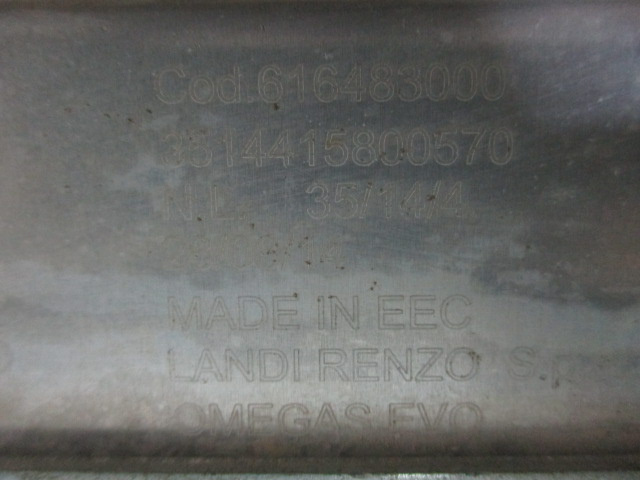 Cod.616483000
3514415800570
N.L. 35/14/4
MADE IN EEC
LANDI RENZO S.p
OMEGAS EVO